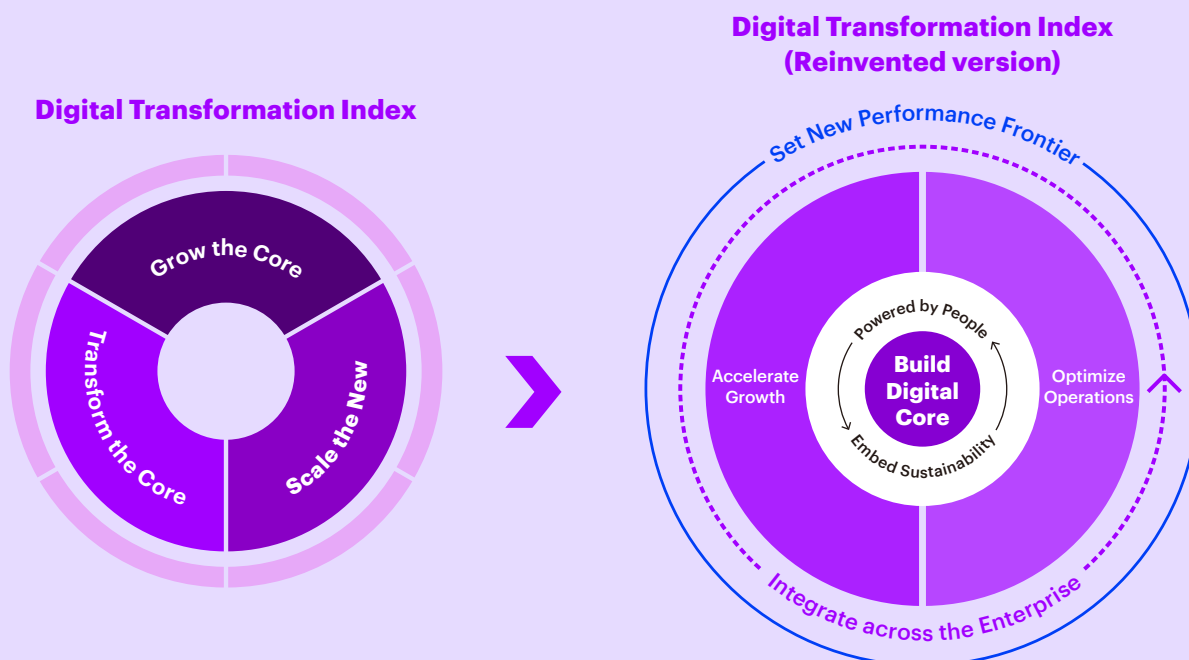 Digital Transformation Index
Grow the Core
Transform the Core
Scale the New
Digital Transformation Index
(Reinvented version)
Set New Performance Frontier
Accelerate
Growth
Powered by People
Build
Digital
Core
Embed Sustainability
Optimize
Operations
Integrate across the Enterprise